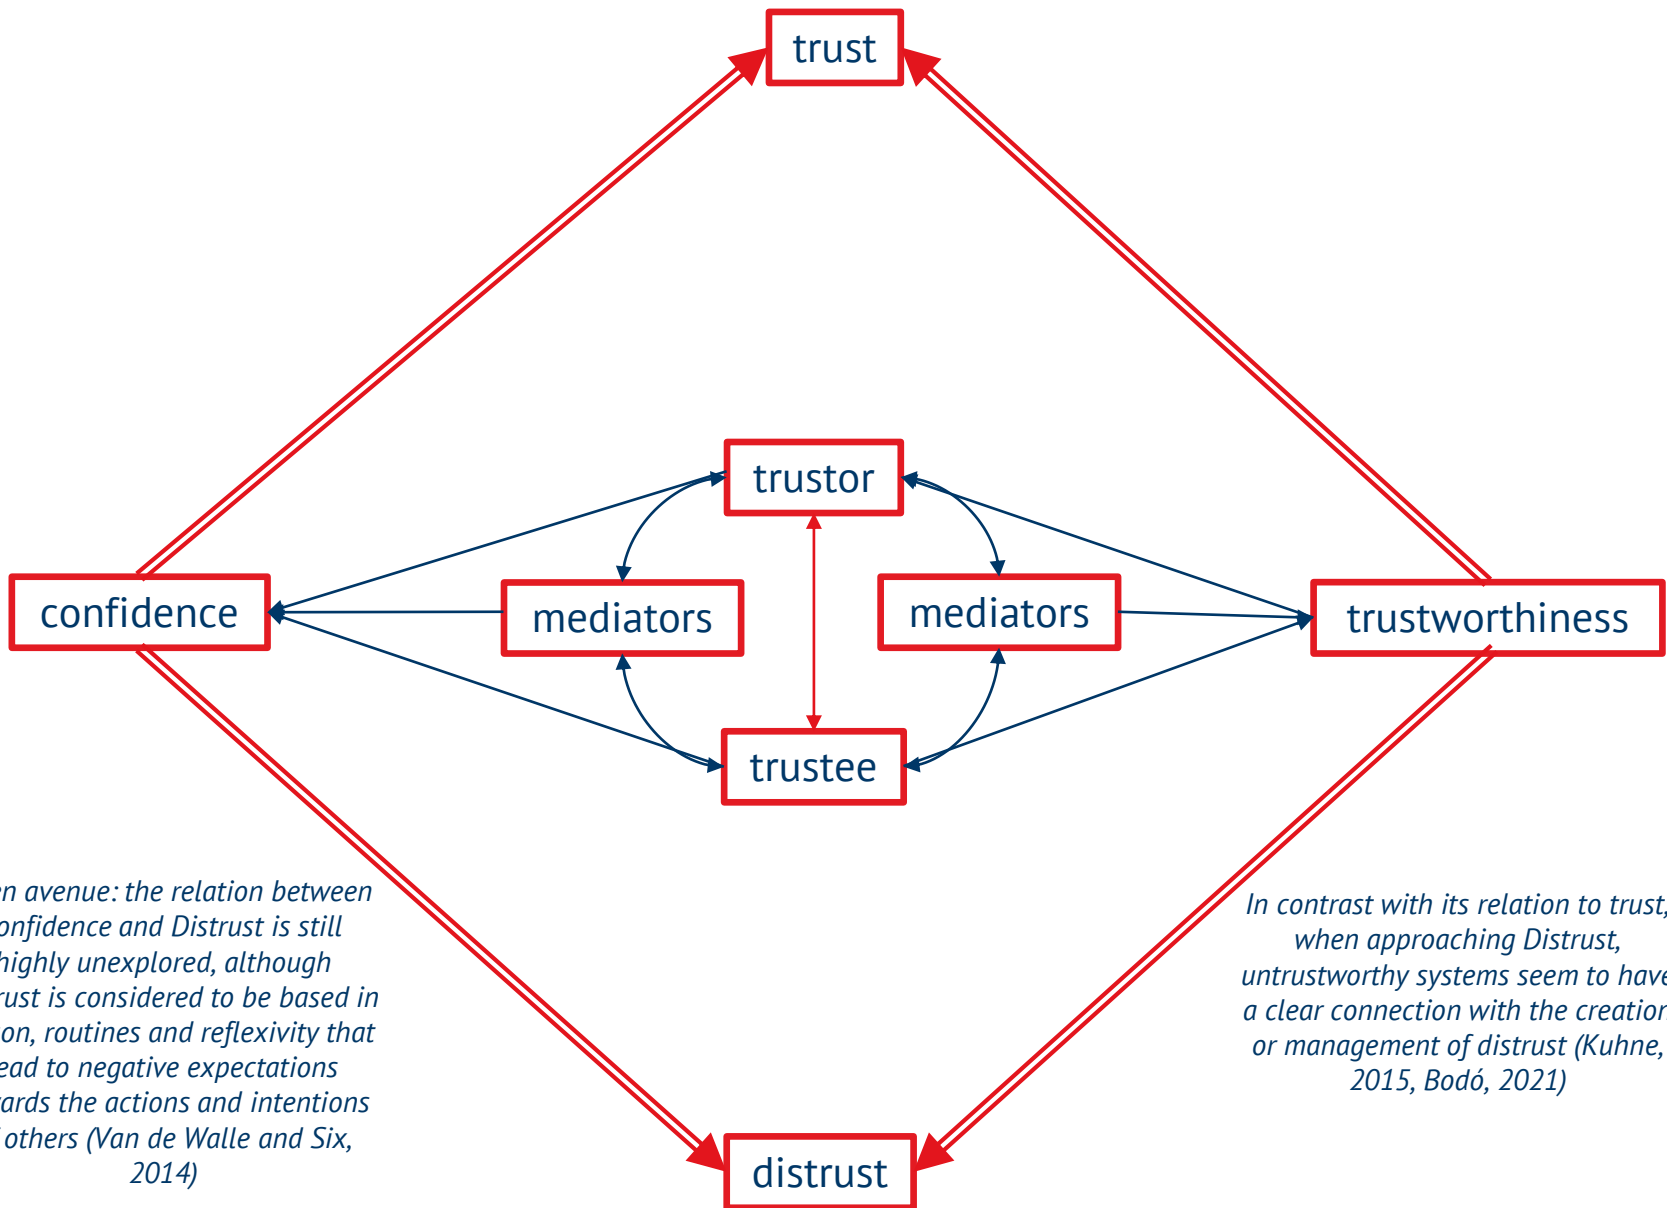 trust
trustor
confidence
mediators
mediators
trustworthiness
trustee
en avenue: the relation between
onfidence and Distrust is still
highly unexplored, although
rust is considered to be based in
on, routines and reflexivity that
ead to negative expectations
ards the actions and intentions
others (Van de Walle and Six,
2014)
In contrast with its relation to trust,
when approaching Distrust,
untrustworthy systems seem to have
a clear connection with the creation
or management of distrust (Kuhne,
2015, Bodó, 2021)
distrust